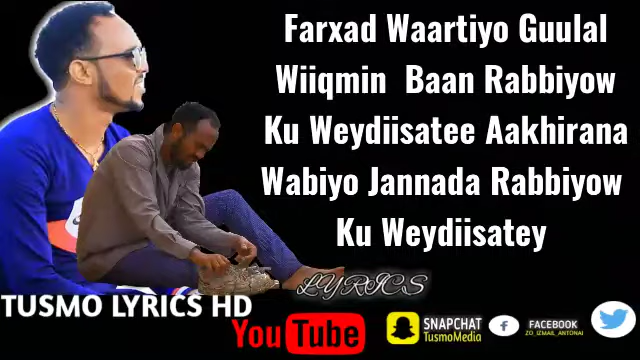 Farxad Waartiyo Guulal
Wiiqmin Baan Rabbiyow
Ku Weydiisatee Aakhirana
Wabiyo Jannada Rabbiyow
Ku Weydiisatey
LYRICS
TUSMO LYRICS HD
YouTube
SNAPCHAT
TusmoMedia
FACEBOOK
ZO_IZMAIL_ANTONAI